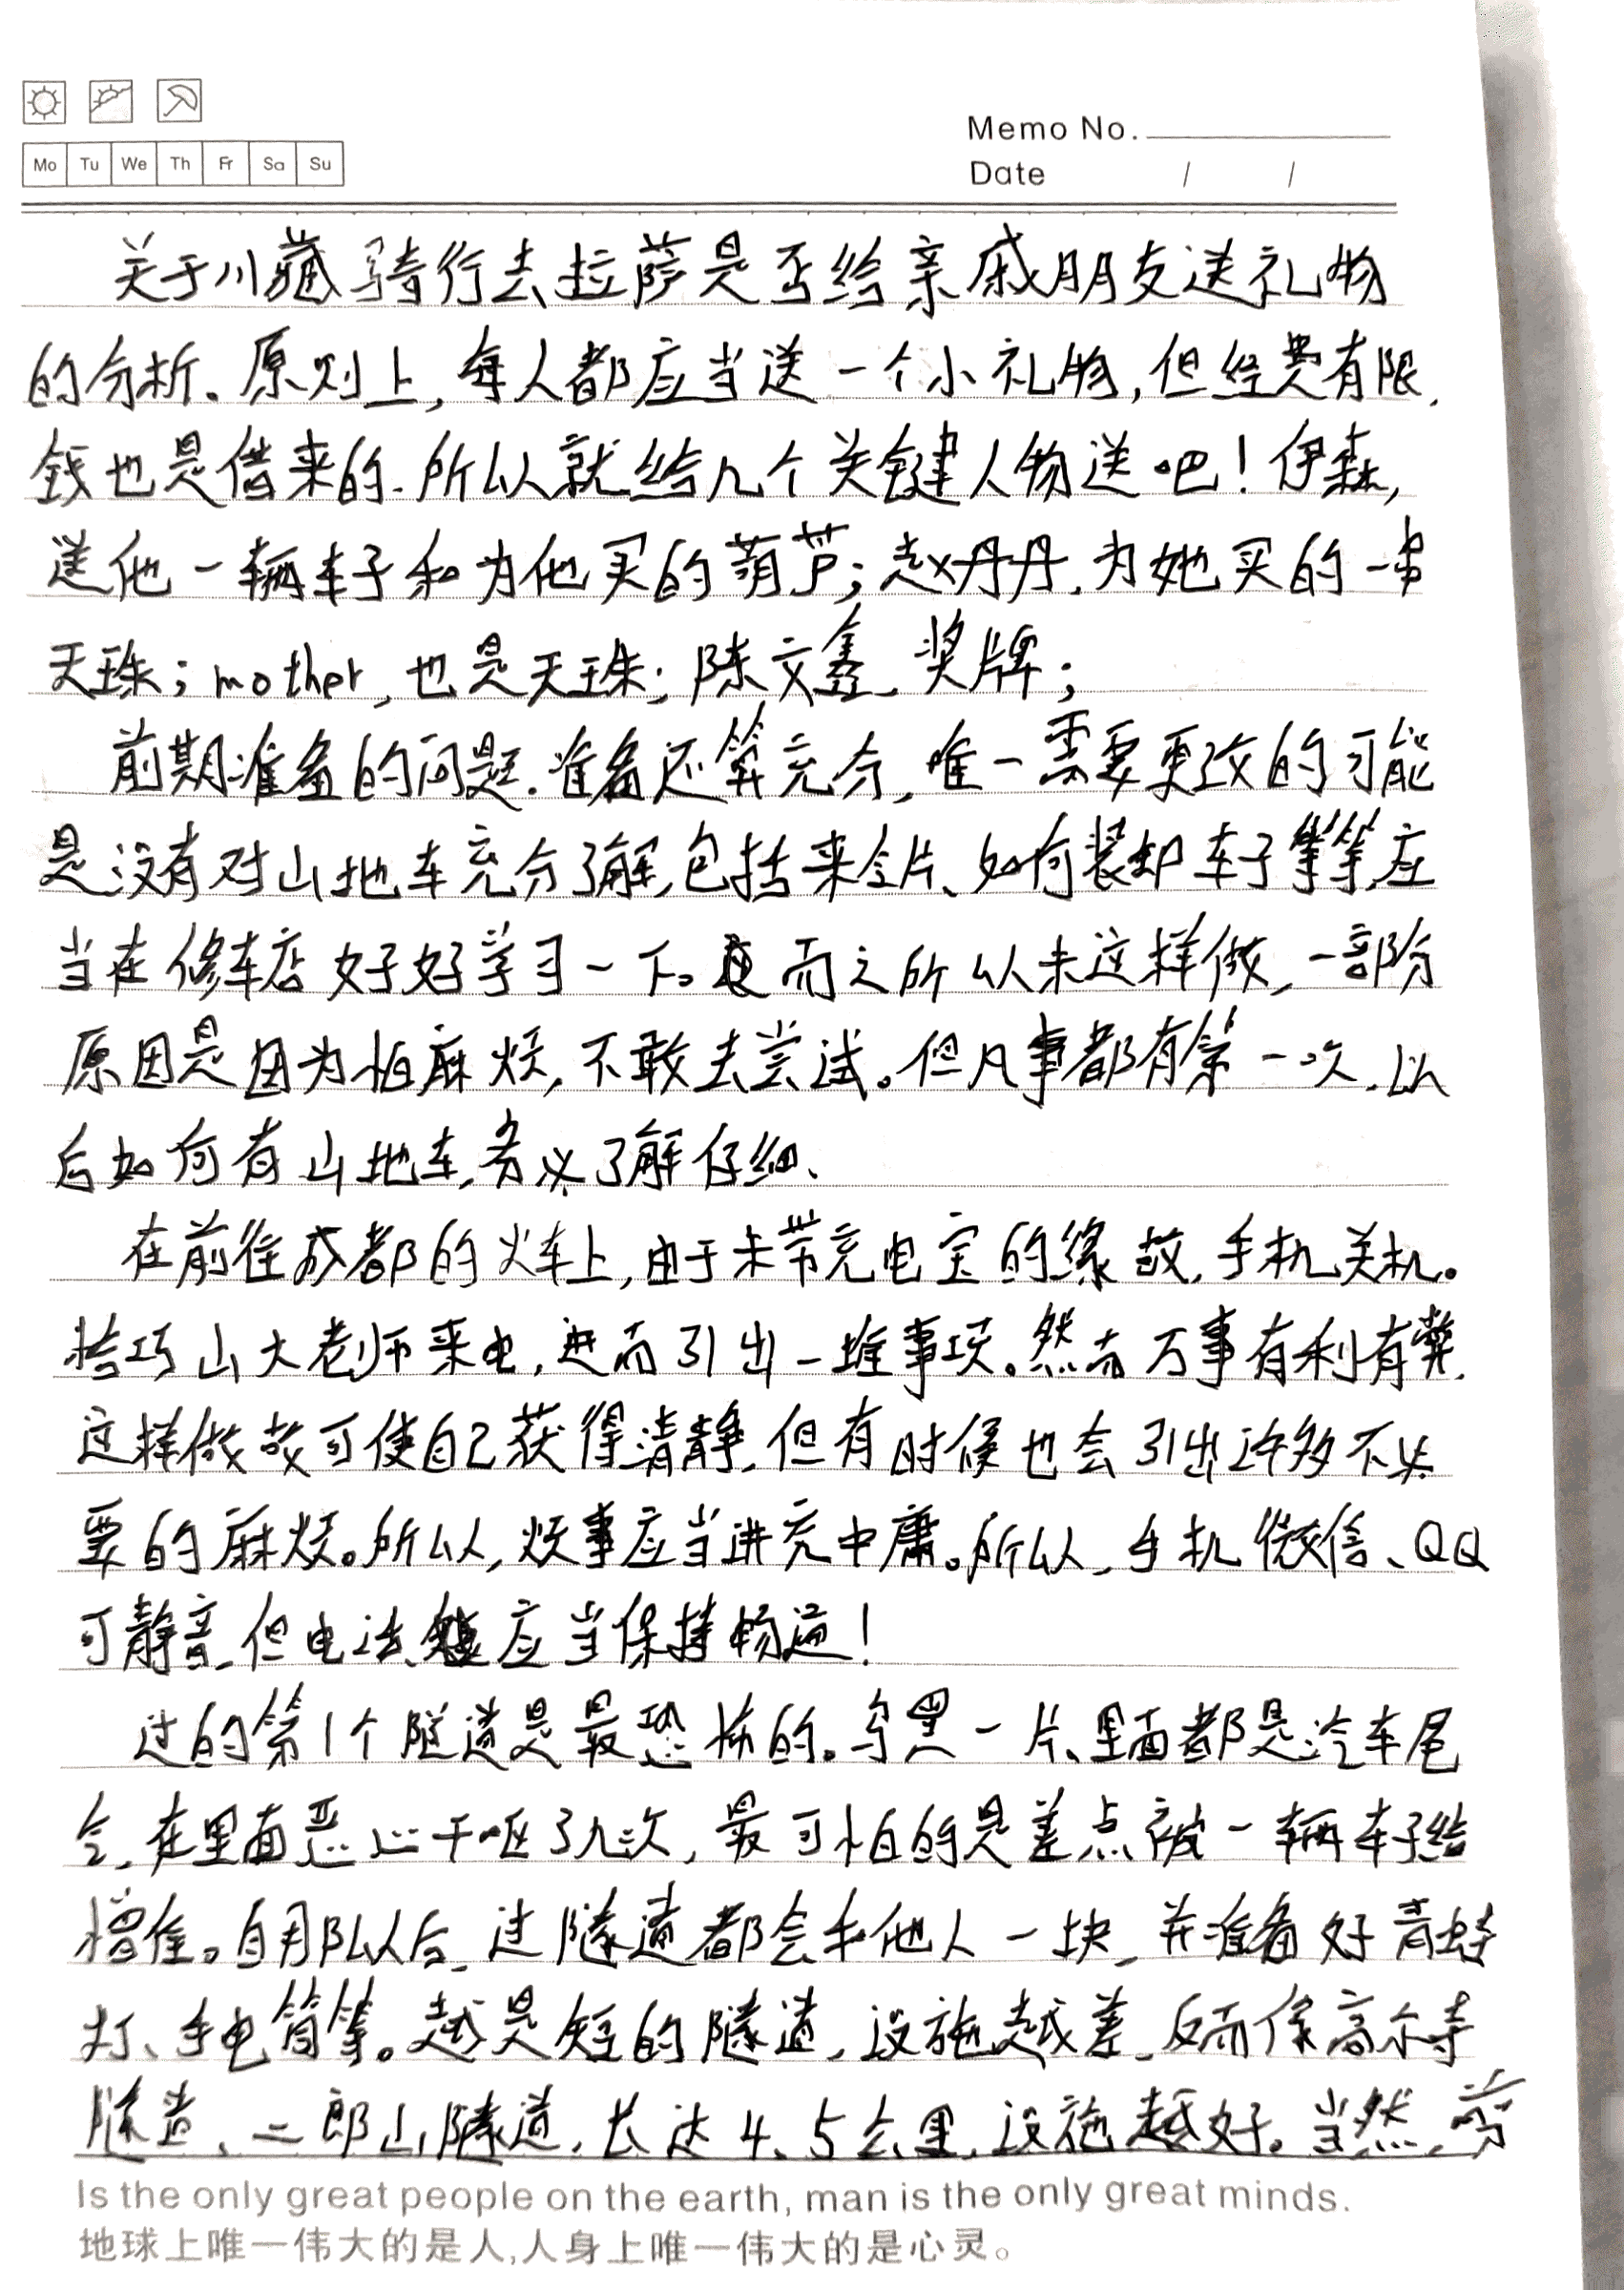 Memo No.
Mo Tu We Th Fr Sa Su
Date / /
关于川藏骑行去拉萨是否给亲戚朋友送礼物
的分析。原则上,每人都应当送一个小礼物,但经费有限,
钱也是借来的.所以就给几个关键人物送吧!伊森,
送他一辆车子和为他买的葫芦;赵丹丹,为她买的一串
天珠;mother,也是天珠;陈文鑫,奖牌;
前期准备的问题.准备还算充分,唯一需要更改的可能
是没有对山地车充分了解,包括来令片、如何装卸车子等等,应
当在修车店好好学习一下。而之所以未这样做,一部分
原因是因为怕麻烦,不敢去尝试。但凡事都有第一次,以
后如何有山地车,务必了解仔细、
在前往成都的火车上,由于未带充电宝的缘故,手机关机。
恰巧山大老师来电,进而引出一堆事项。然而万事有利有弊,
这样做故可使自己获得清静,但有时候也会引出许多不必
要的麻烦。所以,烦事应当进充中庸。所以,手机微信、QQ
可静音,但电话应当保持畅通!
过的第1个隧道是最恐怖的。乌黑一片、里面都是汽车尾
气,在里面恶心干呕了几次,最可怕的是差点被一辆车子给
撞住。自那以后,过隧道都会和他人一块,并准备好青蛙
灯、手电筒等。越是短的隧道,设施越差,反而像高尔寺
隧道、二郎山隧道,长达4、5公里,设施越好。当然,
Is the only great people on the earth, man is the only great minds.
地球上唯一伟大的是人,人身上唯一伟大的是心灵。